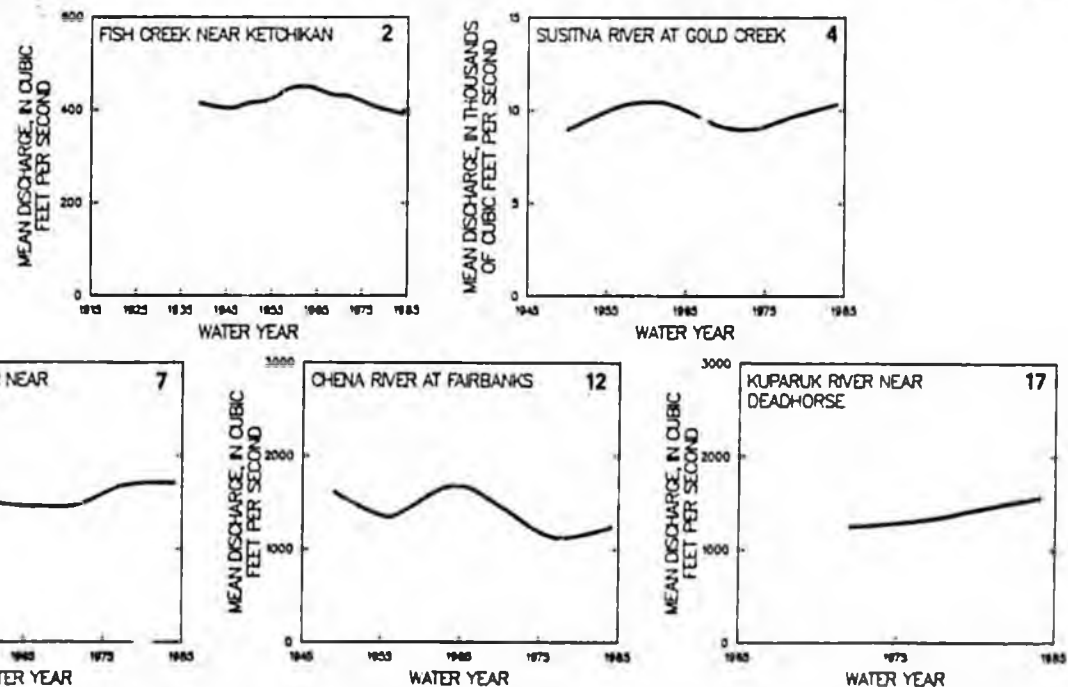 FISH CREEK NEAR KETCHIKAN 2
MEAN DISCHARGE, IN CUBIC
FEET PER SECOND
600
400
200
0
1915 1925 1935 1945 1955 1965 1975 1985
WATER YEAR
SUSITNA RIVER AT GOLD CREEK 4
MEAN DISCHARGE, IN THOUSANDS
OF CUBIC FEET PER SECOND
15
10
5
0
1945 1955 1965 1975 1985
WATER YEAR
NEAR 7
1965 1975 1985
YEAR
CHENA RIVER AT FAIRBANKS 12
MEAN DISCHARGE, IN CUBIC
FEET PER SECOND
3000
2000
1000
0
1945 1955 1965 1975 1985
WATER YEAR
KUPARUK RIVER NEAR 17
DEADHORSE
MEAN DISCHARGE, IN CUBIC
FEET PER SECOND
3000
2000
1000
0
1965 1975 1985
WATER YEAR